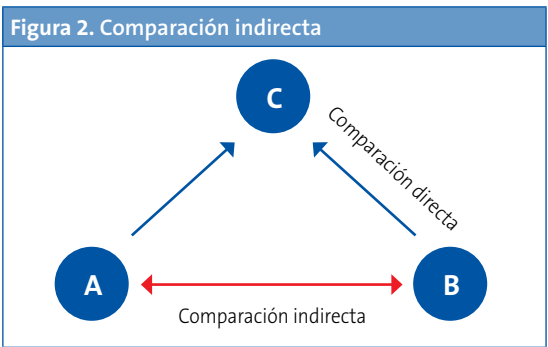 Figura 2. Comparación indirecta
C
Comparación directa
A
B
Comparación indirecta